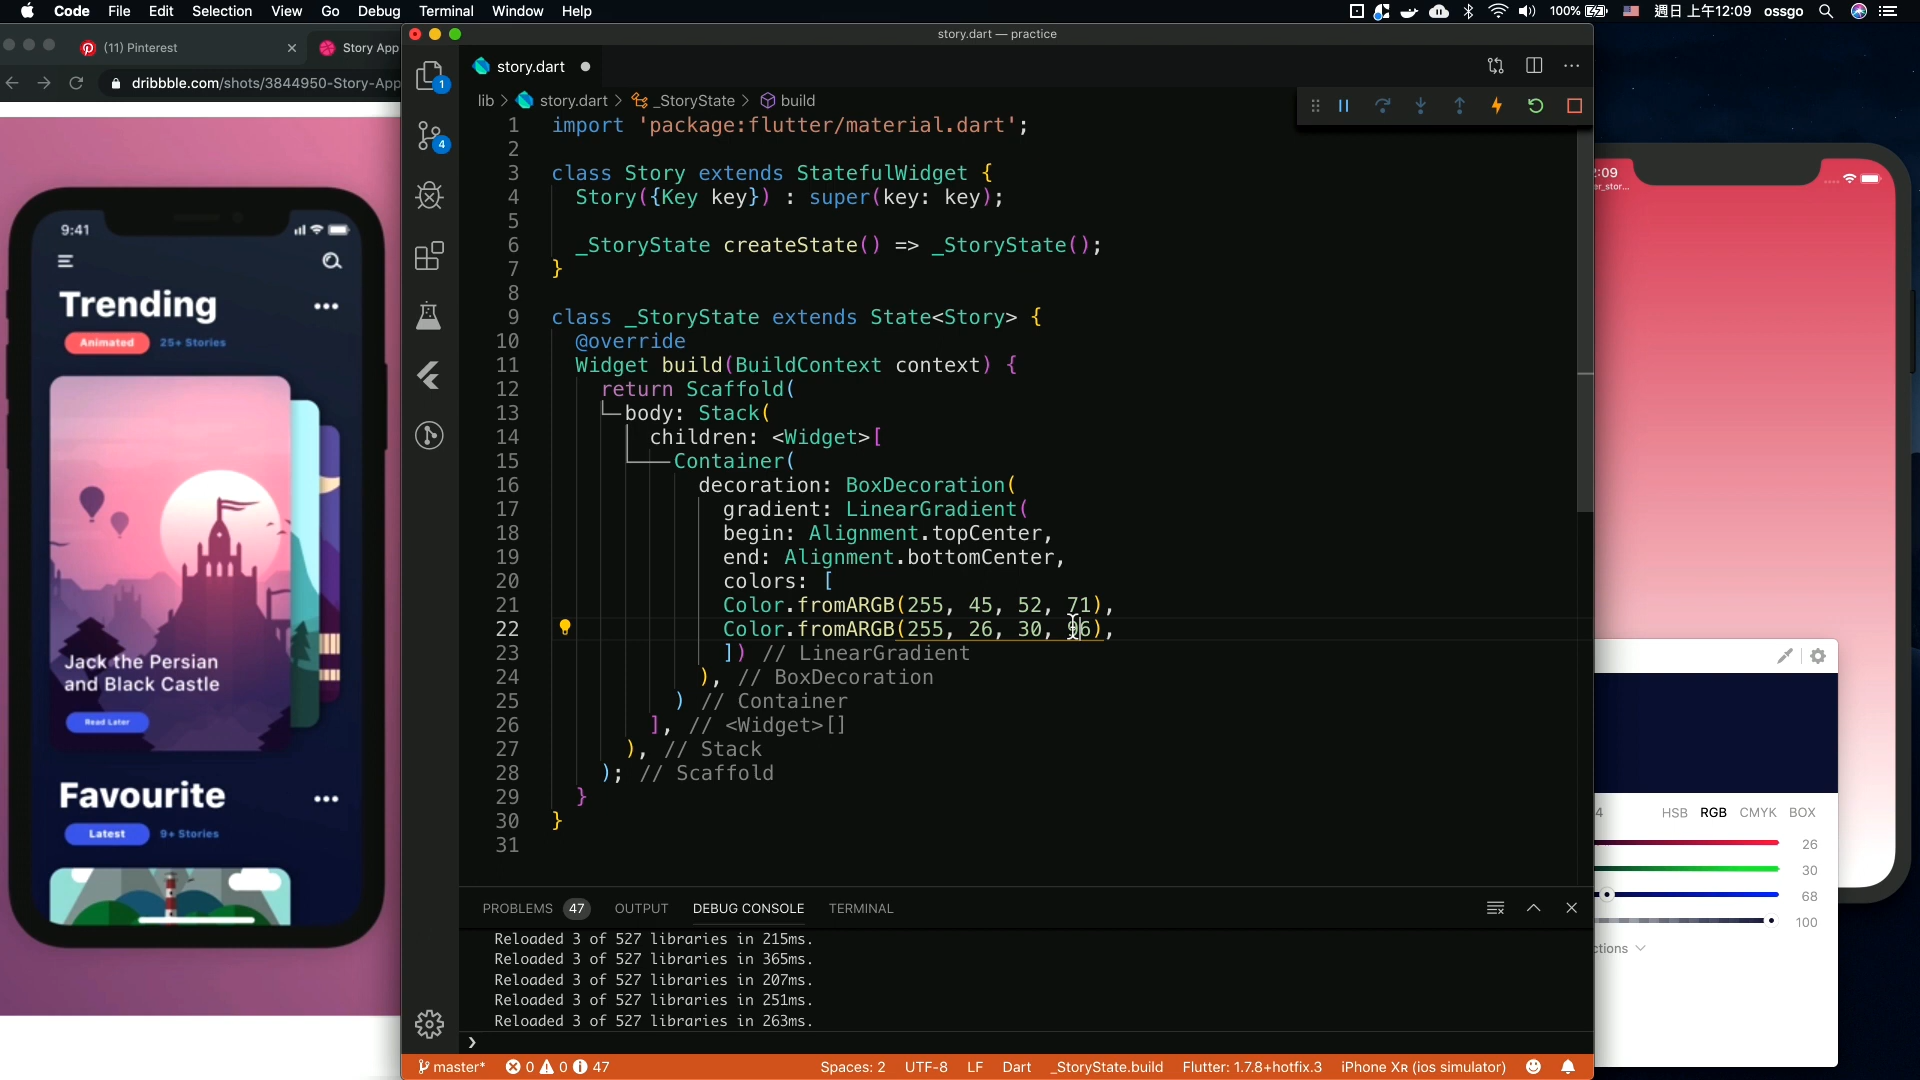 Code File Edit Selection View Go Debug Terminal Window Help
100% 週日 上午12:09 ossgo
(11) Pinterest
Story App
dribbble.com/shots/3844950-Story-App
9:41
Trending
Animated 25+ Stories
Jack the Persian
and Black Castle
Read Later
Favourite
Latest 9+ Stories
story.dart — practice
1
4
story.dart
lib > story.dart > _StoryState > build
1 import 'package:flutter/material.dart';
2
3 class Story extends StatefulWidget {
4 Story({Key key}) : super(key: key);
5
6 _StoryState createState() => _StoryState();
7 }
8
9 class _StoryState extends State<Story> {
10 @override
11 Widget build(BuildContext context) {
12 return Scaffold(
13 body: Stack(
14 children: <Widget>[
15 Container(
16 decoration: BoxDecoration(
17 gradient: LinearGradient(
18 begin: Alignment.topCenter,
19 end: Alignment.bottomCenter,
20 colors: [
21 Color.fromARGB(255, 45, 52, 71),
22 Color.fromARGB(255, 26, 30, 96),
23 ]) // LinearGradient
24 ), // BoxDecoration
25 ) // Container
26 ], // <Widget>[]
27 ), // Stack
28 ); // Scaffold
29 }
30 }
31
PROBLEMS 47 OUTPUT DEBUG CONSOLE TERMINAL
Reloaded 3 of 527 libraries in 215ms.
Reloaded 3 of 527 libraries in 365ms.
Reloaded 3 of 527 libraries in 207ms.
Reloaded 3 of 527 libraries in 251ms.
Reloaded 3 of 527 libraries in 263ms.
master* 0 0 47 Spaces: 2 UTF-8 LF Dart _StoryState.build Flutter: 1.7.8+hotfix.3 iPhone XR (ios simulator)
:09
er_stor...
4 HSB RGB CMYK BOX
26
30
68
100
ctions